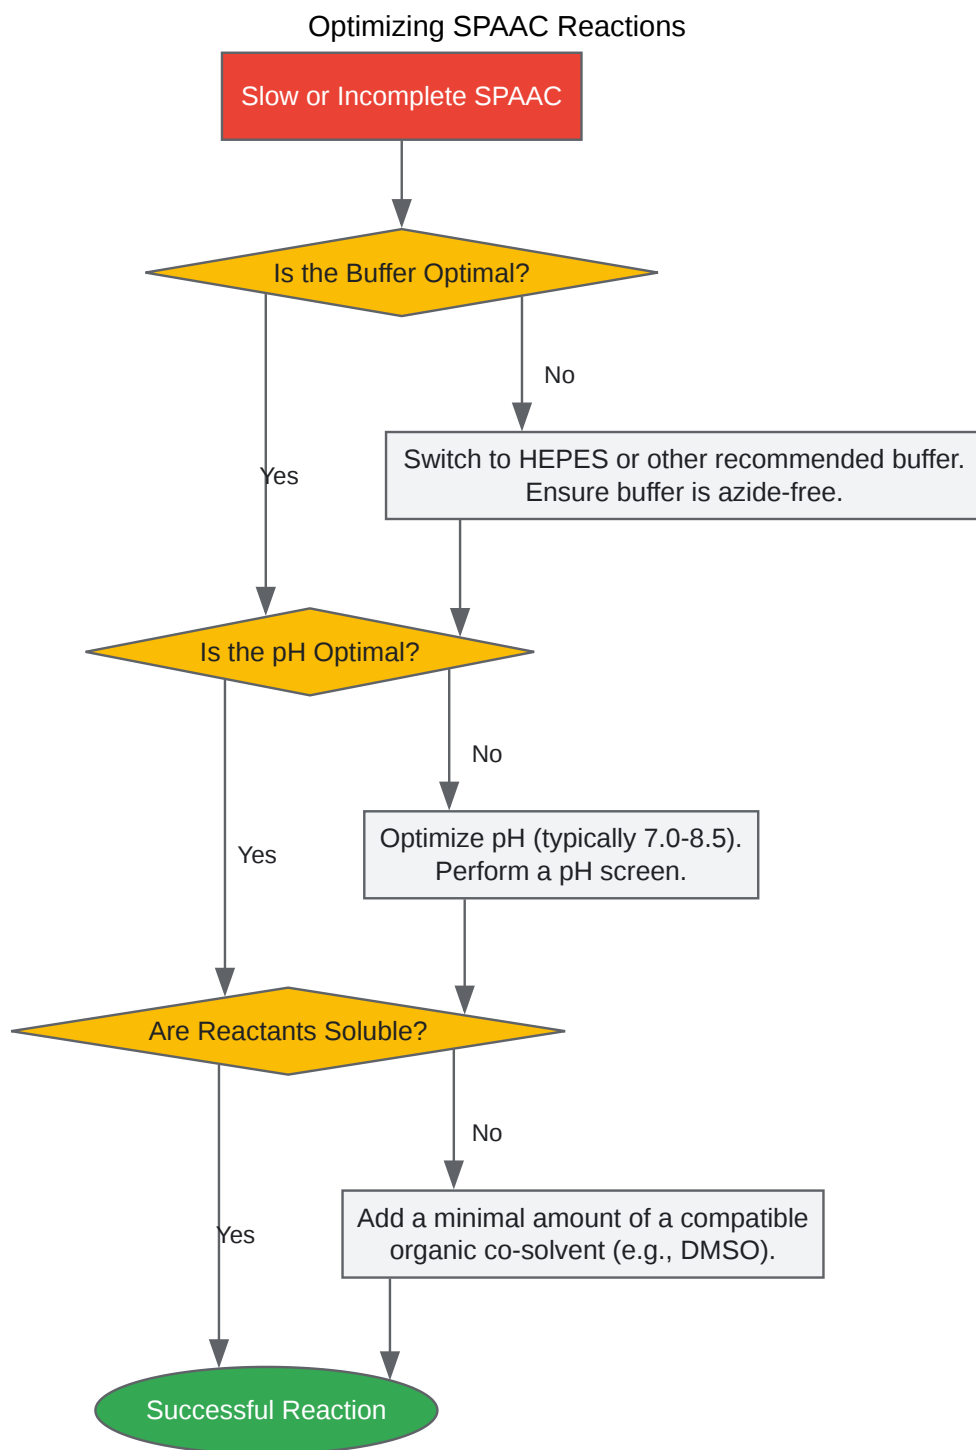 Optimizing SPAAC Reactions
Slow or Incomplete SPAAC
Is the Buffer Optimal?
No
Yes
Switch to HEPES or other recommended buffer.
Ensure buffer is azide-free.
Is the pH Optimal?
No
Yes
Optimize pH (typically 7.0-8.5).
Perform a pH screen.
Are Reactants Soluble?
No
Yes
Add a minimal amount of a compatible
organic co-solvent (e.g., DMSO).
Successful Reaction